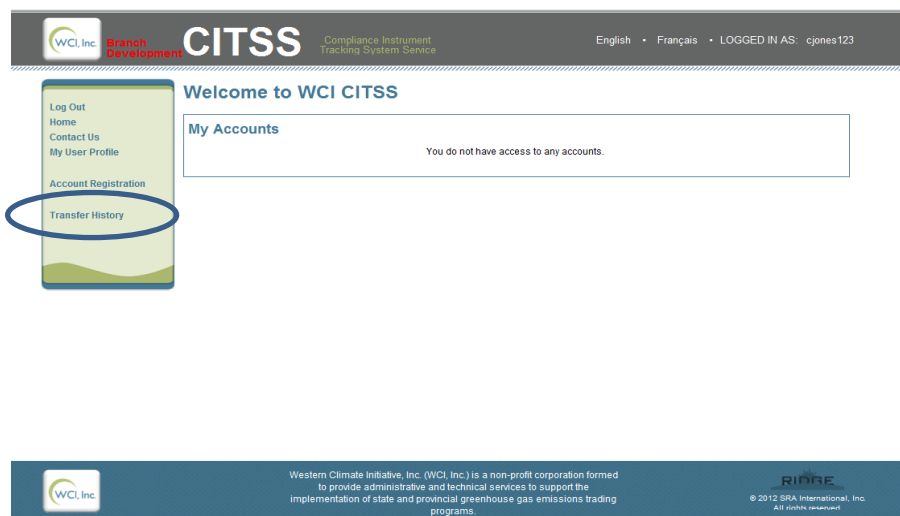 WCI, Inc.
Branch
Development
CITSS
Compliance Instrument
Tracking System Service
English • Français • LOGGED IN AS: cjones123
Log Out
Home
Contact Us
My User Profile
Account Registration
Transfer History
Welcome to WCI CITSS
My Accounts
You do not have access to any accounts.
WCI, Inc.
Western Climate Initiative, Inc. (WCI, Inc.) is a non-profit corporation formed
to provide administrative and technical services to support the
implementation of state and provincial greenhouse gas emissions trading
programs.
RIDGE
© 2012 SRA International, Inc.
All rights reserved